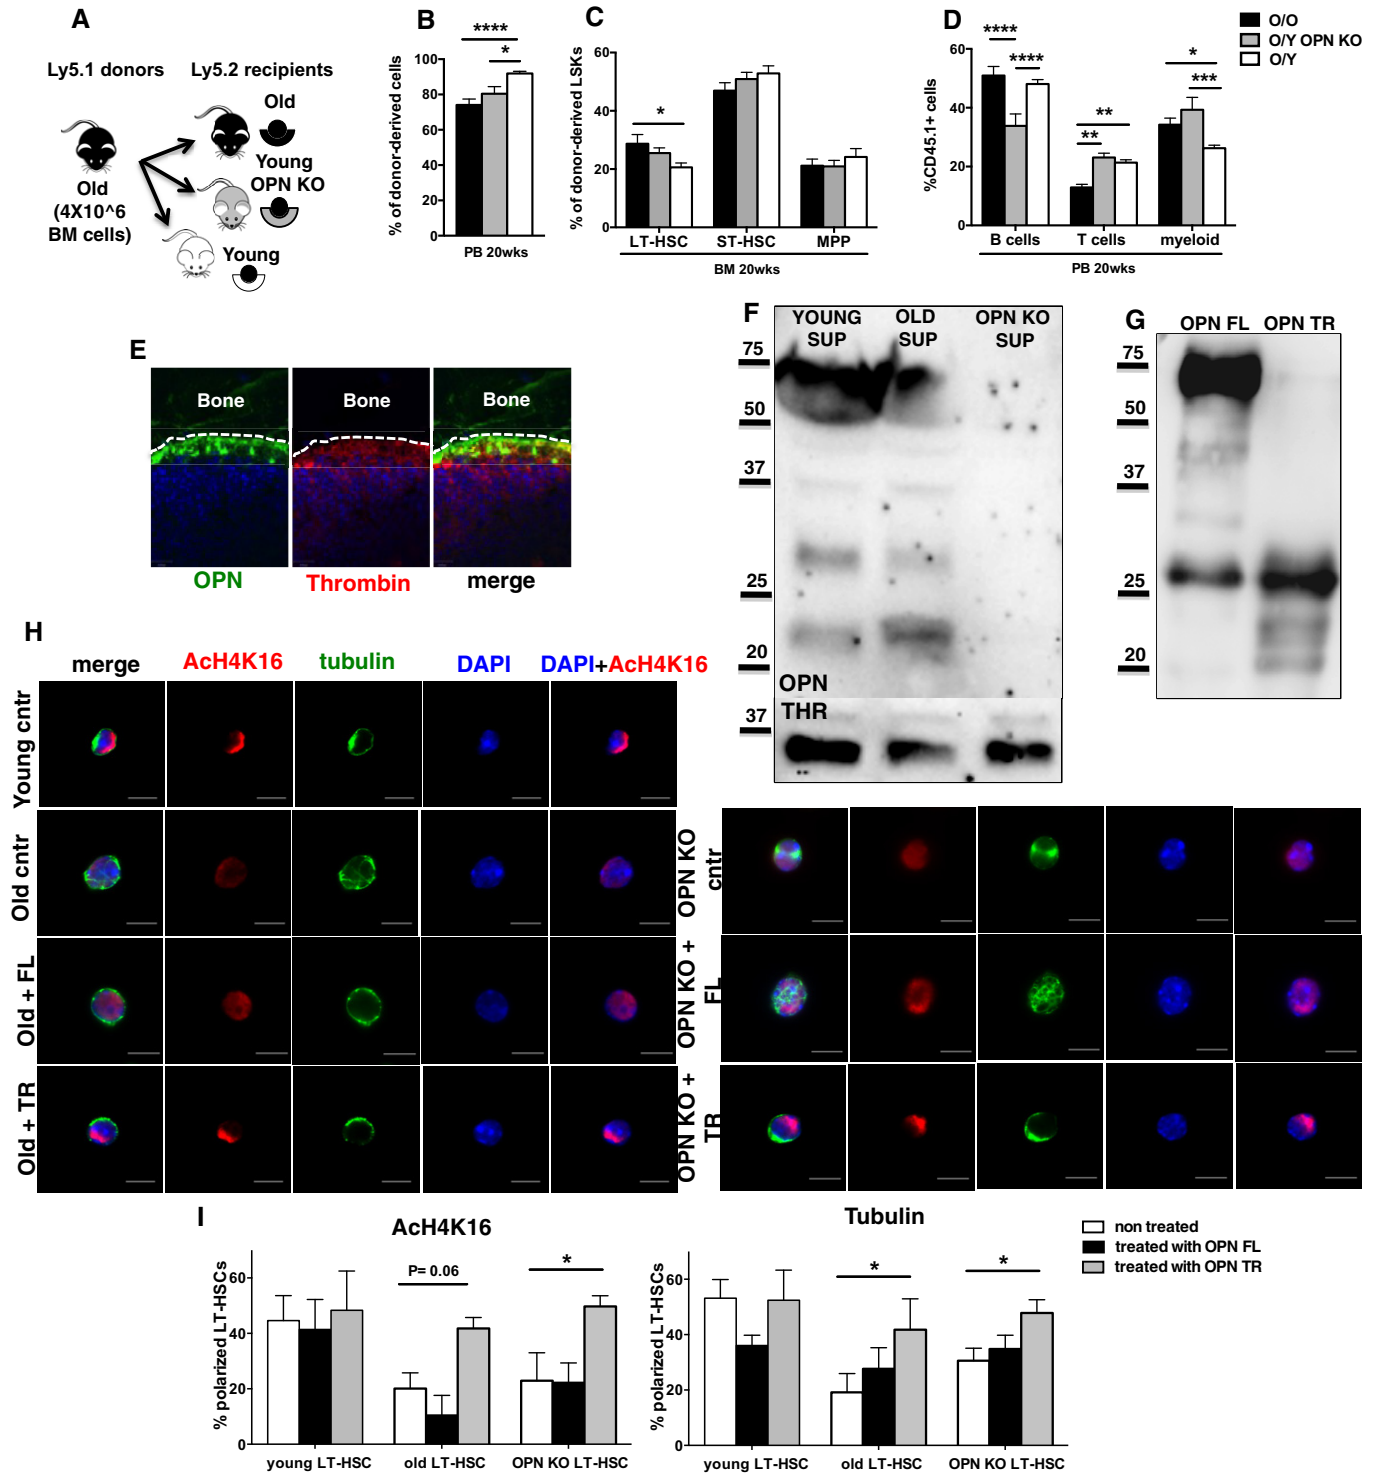 A
Ly5.1 donors
Ly5.2 recipients
Old
(4X10^6
BM cells)
Old
Young
OPN KO
Young
B
% of donor-derived cells
100
80
60
40
20
0
****
*
PB 20wks
C
% of donor-derived LSKs
60
40
20
0
*
LT-HSC
ST-HSC
MPP
BM 20wks
D
%CD45.1+ cells
60
40
20
0
****
****
**
**
*
***
B cells
T cells
myeloid
PB 20wks
O/O
O/Y OPN KO
O/Y
E
Bone
Bone
Bone
OPN
Thrombin
merge
F
YOUNG
SUP
OLD
SUP
OPN KO
SUP
75
50
37
25
20
OPN
THR
37
G
OPN FL
OPN TR
75
50
37
25
20
H
merge
AcH4K16
tubulin
DAPI
DAPI+AcH4K16
Young cntr
Old cntr
Old + FL
Old + TR
OPN KO
cntr
OPN KO +
FL
OPN KO +
TR
I
AcH4K16
% polarized LT-HSCs
60
40
20
0
P= 0.06
*
young LT-HSC
old LT-HSC
OPN KO LT-HSC
Tubulin
% polarized LT-HSCs
60
40
20
0
*
*
young LT-HSC
old LT-HSC
OPN KO LT-HSC
non treated
treated with OPN FL
treated with OPN TR